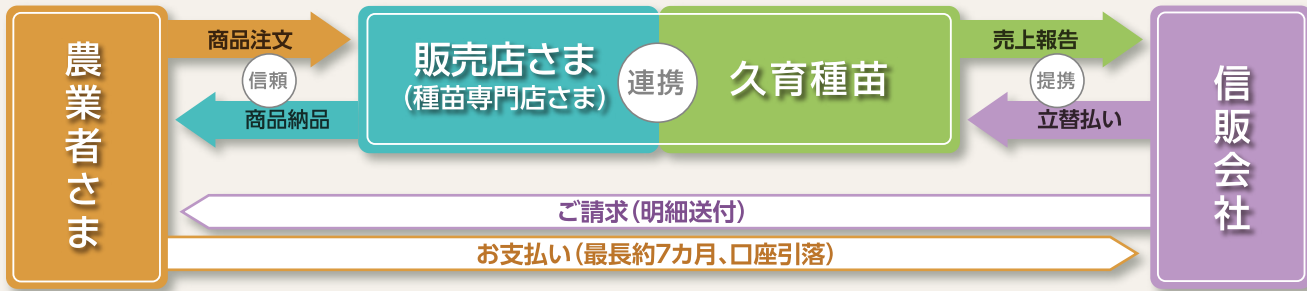 農業者さま
商品注文
信頼
商品納品
販売店さま
(種苗専門店さま)
連携
久育種苗
売上報告
提携
立替払い
信販会社
ご請求(明細送付)
お支払い(最長約7カ月、口座引落)